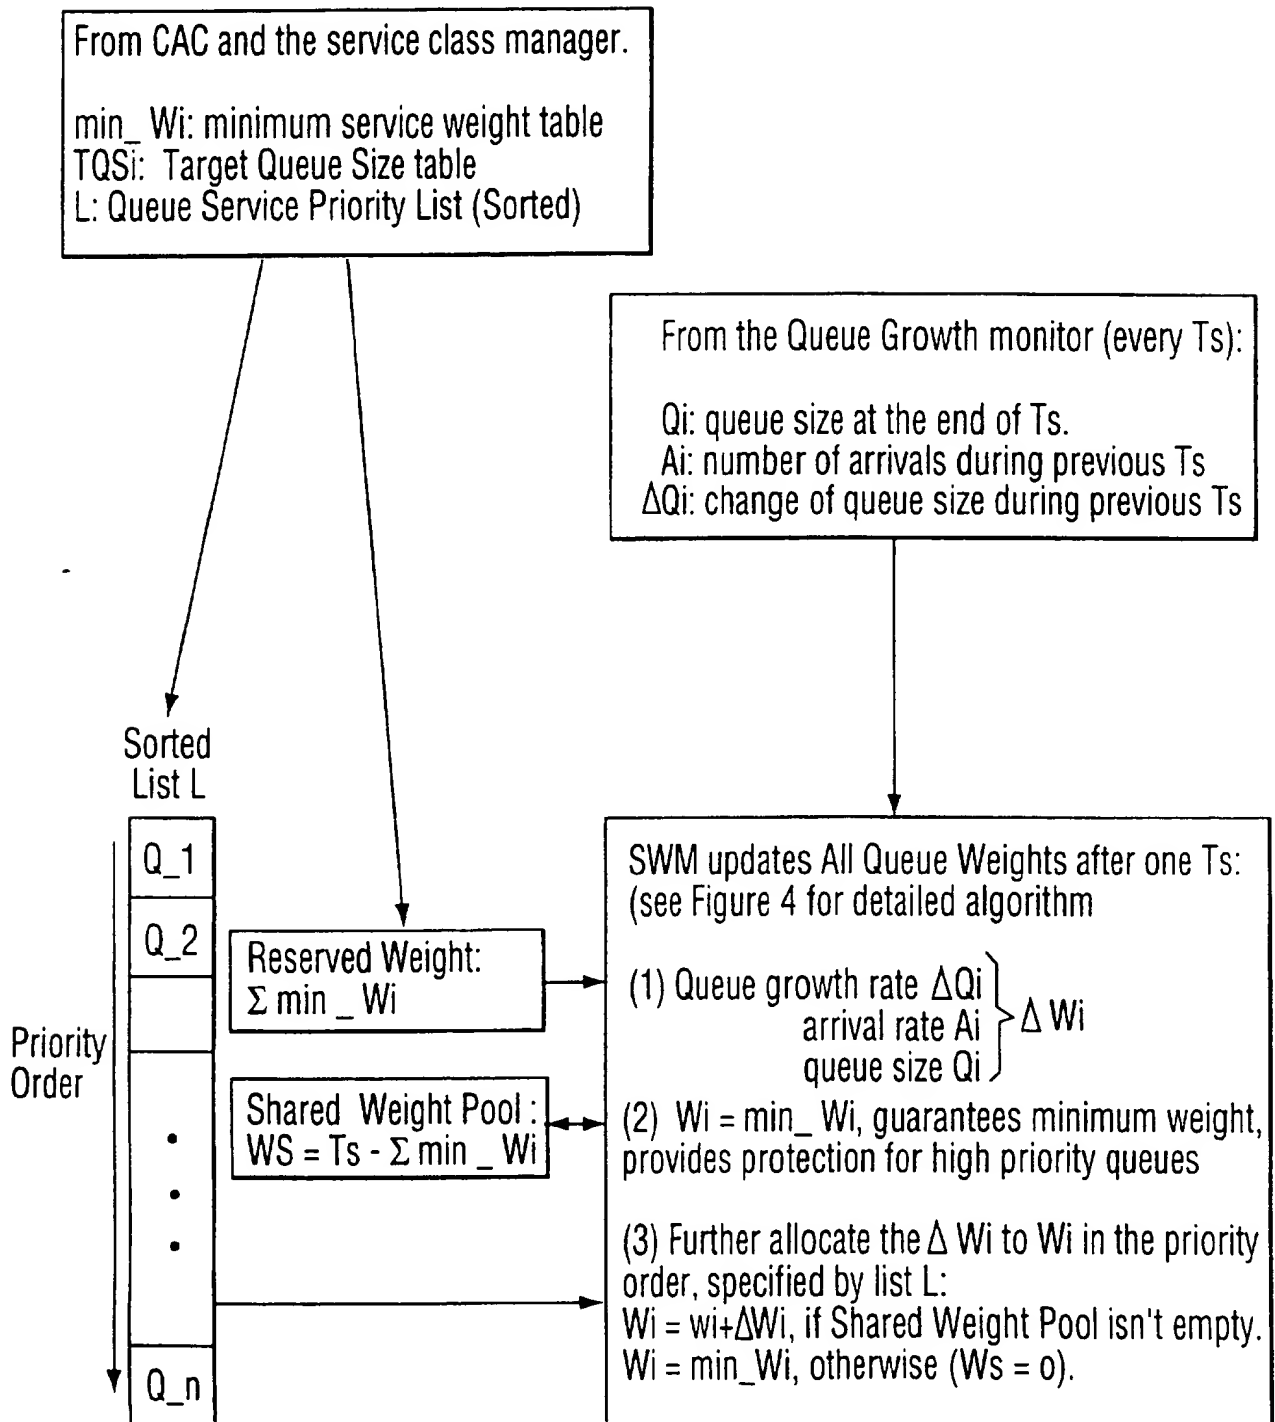 From CAC and the service class manager.
min_ Wi: minimum service weight table
TQSi: Target Queue Size table
L: Queue Service Priority List (Sorted)
From the Queue Growth monitor (every Ts):
Qi: queue size at the end of Ts.
Ai: number of arrivals during previous Ts
ΔQi: change of queue size during previous Ts
Sorted
List L
Q_1
Q_2
Priority
Order
Q_n
Reserved Weight:
Σ min _ Wi
Shared Weight Pool :
WS = Ts - Σ min _ Wi
SWM updates All Queue Weights after one Ts:
(see Figure 4 for detailed algorithm
(1) Queue growth rate ΔQi
arrival rate Ai
queue size Qi
Δ Wi
(2) Wi = min_ Wi, guarantees minimum weight,
provides protection for high priority queues
(3) Further allocate the Δ Wi to Wi in the priority
order, specified by list L:
Wi = wi+ΔWi, if Shared Weight Pool isn't empty.
Wi = min_Wi, otherwise (Ws = o).